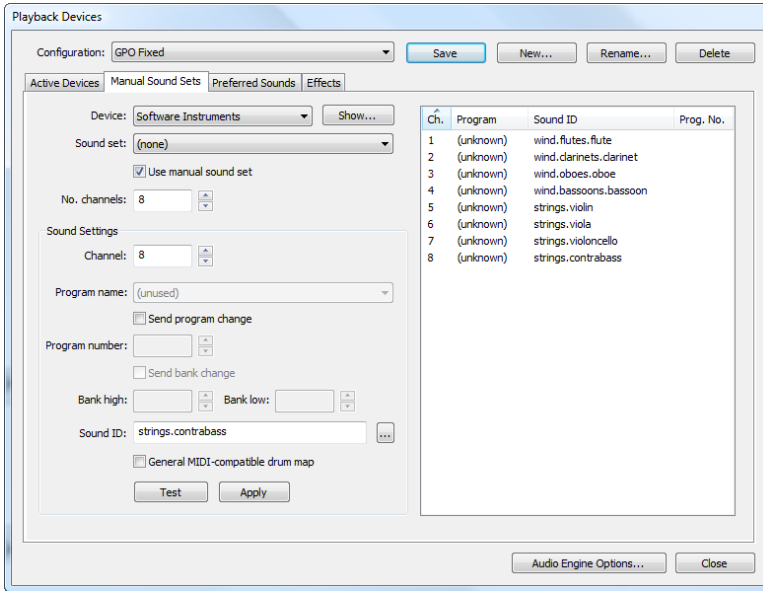 Playback Devices
Configuration: GPO Fixed Save New... Rename... Delete
Active Devices Manual Sound Sets Preferred Sounds Effects
Device: Software Instruments Show...
Sound set: (none)
Use manual sound set
No. channels: 8
Sound Settings
Channel: 8
Program name: (unused)
Send program change
Program number:
Send bank change
Bank high: Bank low:
Sound ID: strings.contrabass ...
General MIDI-compatible drum map
Test Apply
Ch. Program Sound ID Prog. No.
1 (unknown) wind.flutes.flute
2 (unknown) wind.clarinets.clarinet
3 (unknown) wind.oboes.oboe
4 (unknown) wind.bassoons.bassoon
5 (unknown) strings.violin
6 (unknown) strings.viola
7 (unknown) strings.violoncello
8 (unknown) strings.contrabass
Audio Engine Options... Close